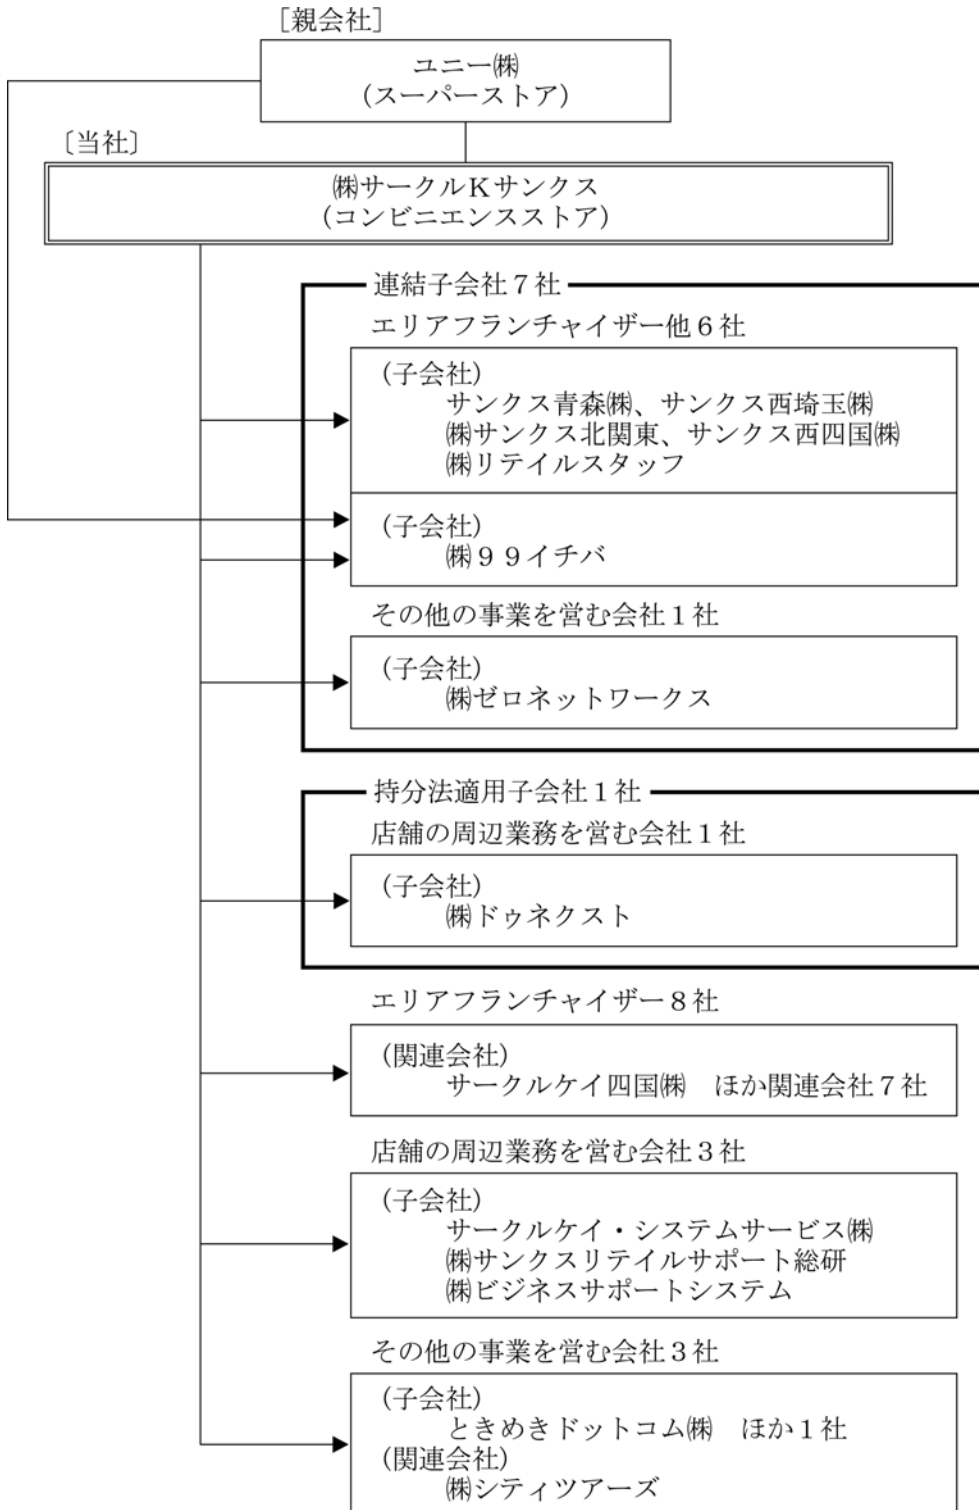 ［親会社］
ユニー㈱
（スーパーストア）
〔当社〕
㈱サークルＫサンクス
（コンビニエンスストア）
連結子会社７社
エリアフランチャイザー他６社
（子会社）
サンクス青森㈱、サンクス西埼玉㈱
㈱サンクス北関東、サンクス西四国㈱
㈱リテイルスタッフ
（子会社）
㈱９９イチバ
その他の事業を営む会社１社
（子会社）
㈱ゼロネットワークス
持分法適用子会社１社
店舗の周辺業務を営む会社１社
（子会社）
㈱ドゥネクスト
エリアフランチャイザー８社
（関連会社）
サークルケイ四国㈱　ほか関連会社７社
店舗の周辺業務を営む会社３社
（子会社）
サークルケイ・システムサービス㈱
㈱サンクスリテイルサポート総研
㈱ビジネスサポートシステム
その他の事業を営む会社３社
（子会社）
ときめきドットコム㈱　ほか１社
（関連会社）
㈱シティツアーズ